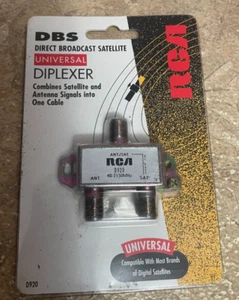 DBS
DIRECT BROADCAST SATELLITE
UNIVERSAL
DIPLEXER
Combines Satellite and
Antenna Signals into
One Cable
RCA
ANT/SAT
RCA
D920
ANT
SAT
UNIVERSAL
Compatible With Most Brands
of Digital Satellites
D920